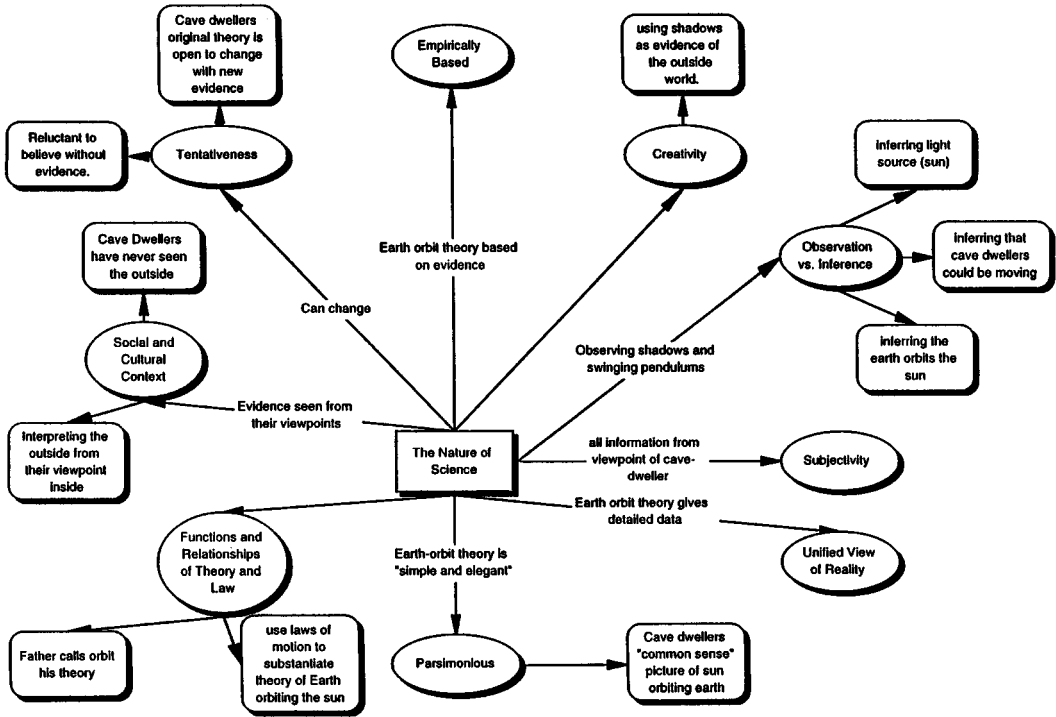 Cave dwellers
original theory is
open to change
with new
evidence
Empirically
Based
using shadows
as evidence of
the outside
world.
Reluctant to
believe without
evidence.
Tentativeness
Creativity
inferring light
source (sun)
Cave Dwellers
have never seen
the outside
Earth orbit theory based
on evidence
Observation
vs. Inference
inferring that
cave dwellers
could be moving
Can change
Social and
Cultural
Context
Observing shadows and
swinging pendulums
inferring the
earth orbits the
sun
Evidence seen from
their viewpoints
Interpreting the
outside from
their viewpoint
inside
The Nature of
Science
all information from
viewpoint of cave-
dweller
Subjectivity
Earth orbit theory gives
detailed data
Functions and
Relationships
of Theory and
Law
Earth-orbit theory is
"simple and elegant"
Unified View
of Reality
Father calls orbit
his theory
use laws of
motion to
substantiate
theory of Earth
orbiting the sun
Parsimonious
Cave dwellers
"common sense"
picture of sun
orbiting earth